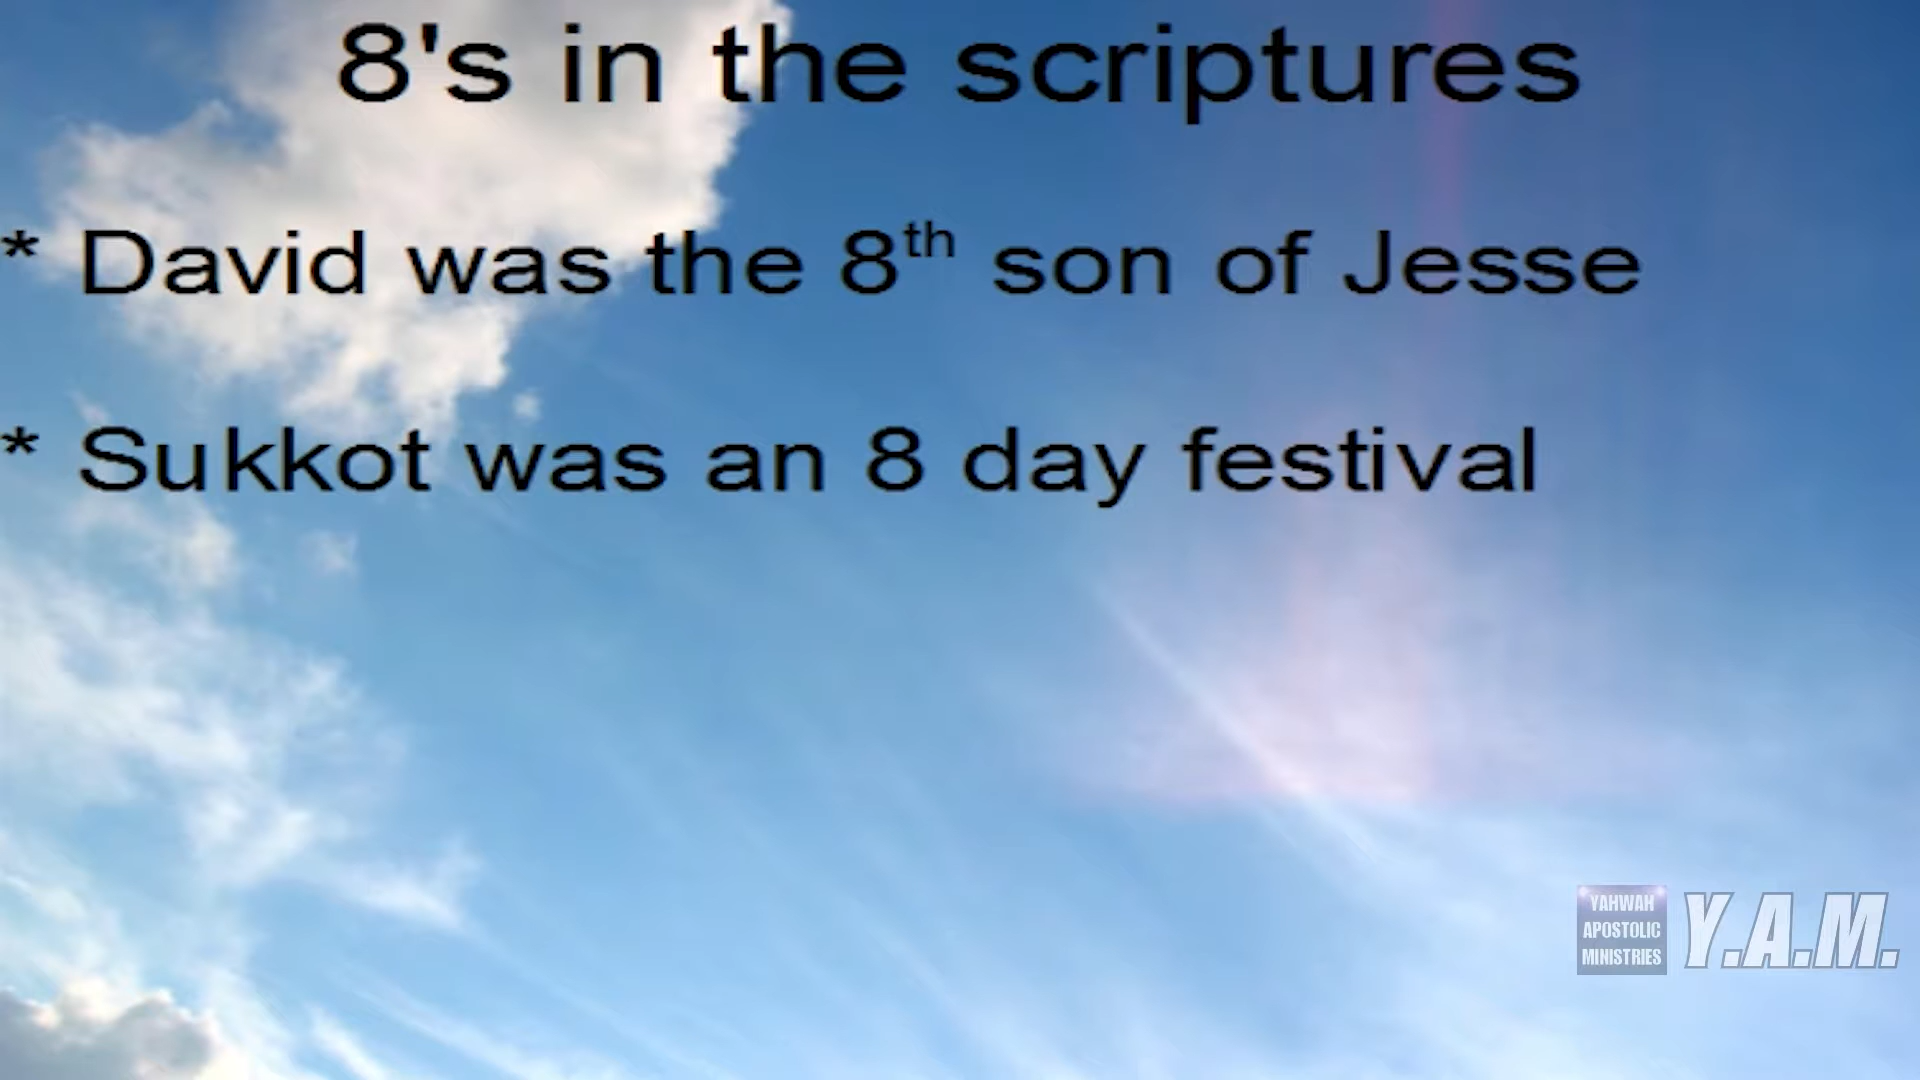 8's in the scriptures
* David was the 8th son of Jesse
* Sukkot was an 8 day festival
YAHWAH
APOSTOLIC
MINISTRIES
Y.A.M.